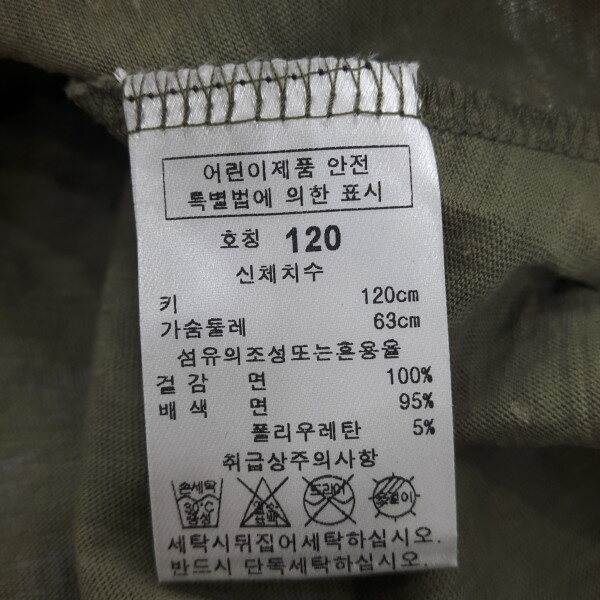 어린이제품 안전
특별법에 의한 표시
호칭 120
신체치수
키 120cm
가슴둘레 63cm
섬유의조성또는혼용율
겉감 면 100%
배색 면 95%
폴리우레탄 5%
취급상주의사항
손세탁 드라이
30℃
중성
세탁시뒤집어세탁하십시오.
반드시 단독세탁하십시오.